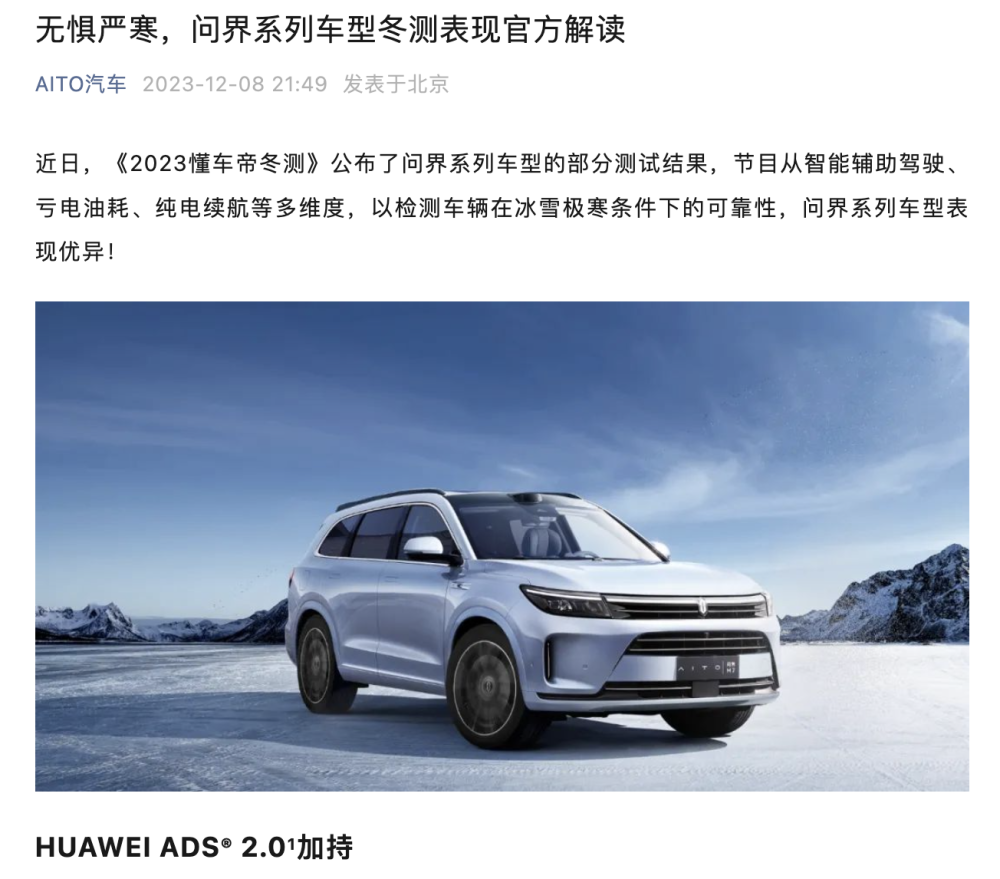 无惧严寒，问界系列车型冬测表现官方解读
AITO汽车 2023-12-08 21:49 发表于北京
近日，《2023懂车帝冬测》公布了问界系列车型的部分测试结果，节目从智能辅助驾驶、
亏电油耗、纯电续航等多维度，以检测车辆在冰雪极寒条件下的可靠性，问界系列车型表
现优异！
AITO
HUAWEI ADS® 2.0¹加持